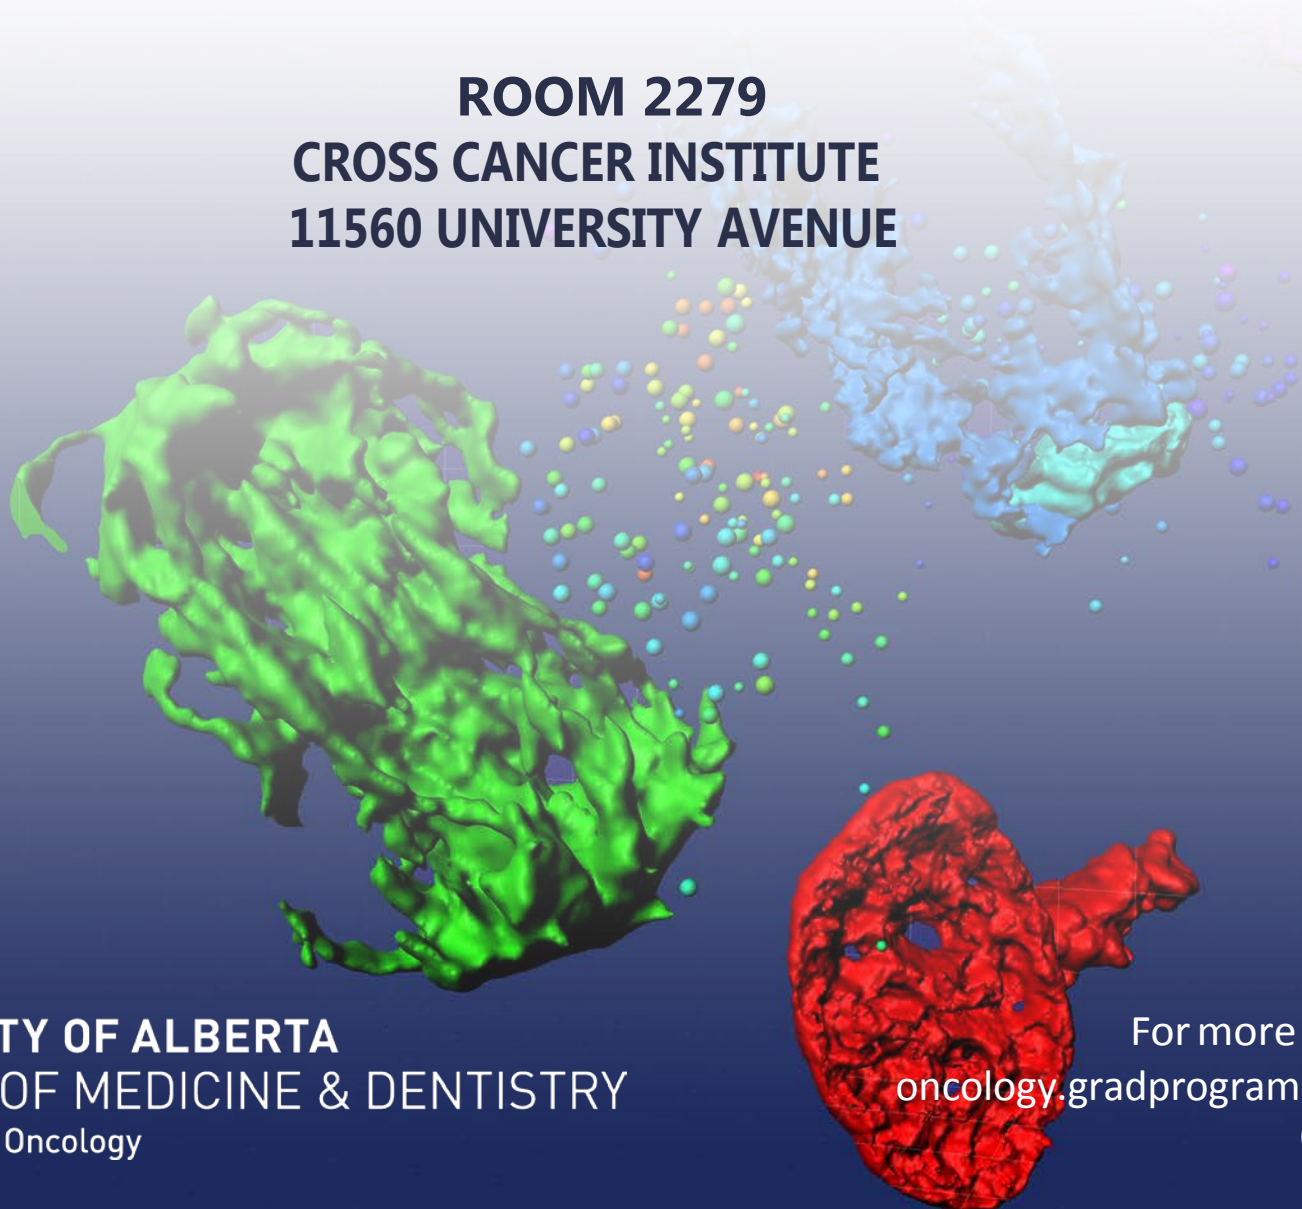 ROOM 2279
CROSS CANCER INSTITUTE
11560 UNIVERSITY AVENUE
TY OF ALBERTA
OF MEDICINE & DENTISTRY
Oncology
For more
oncology.gradprogram